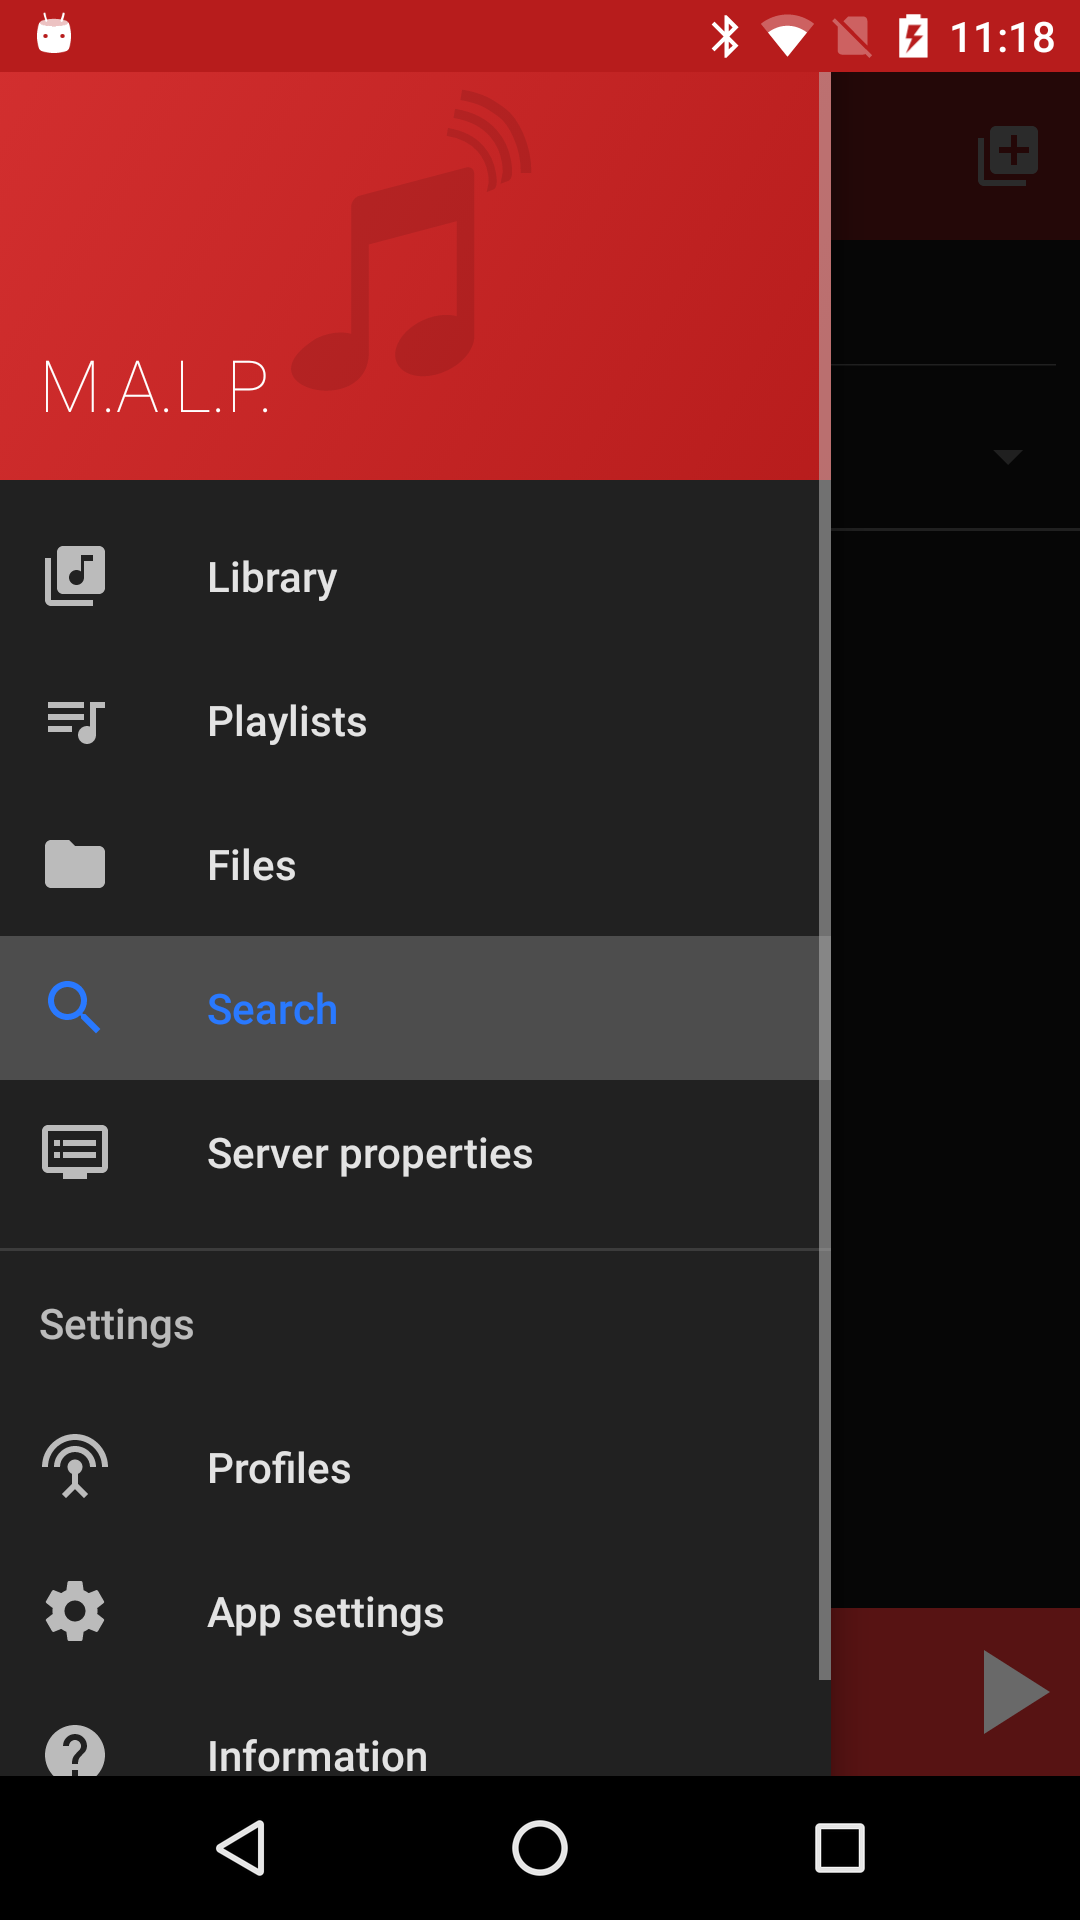 11:18
M.A.L.P.
Library
Playlists
Files
Search
Server properties
Settings
Profiles
App settings
Information